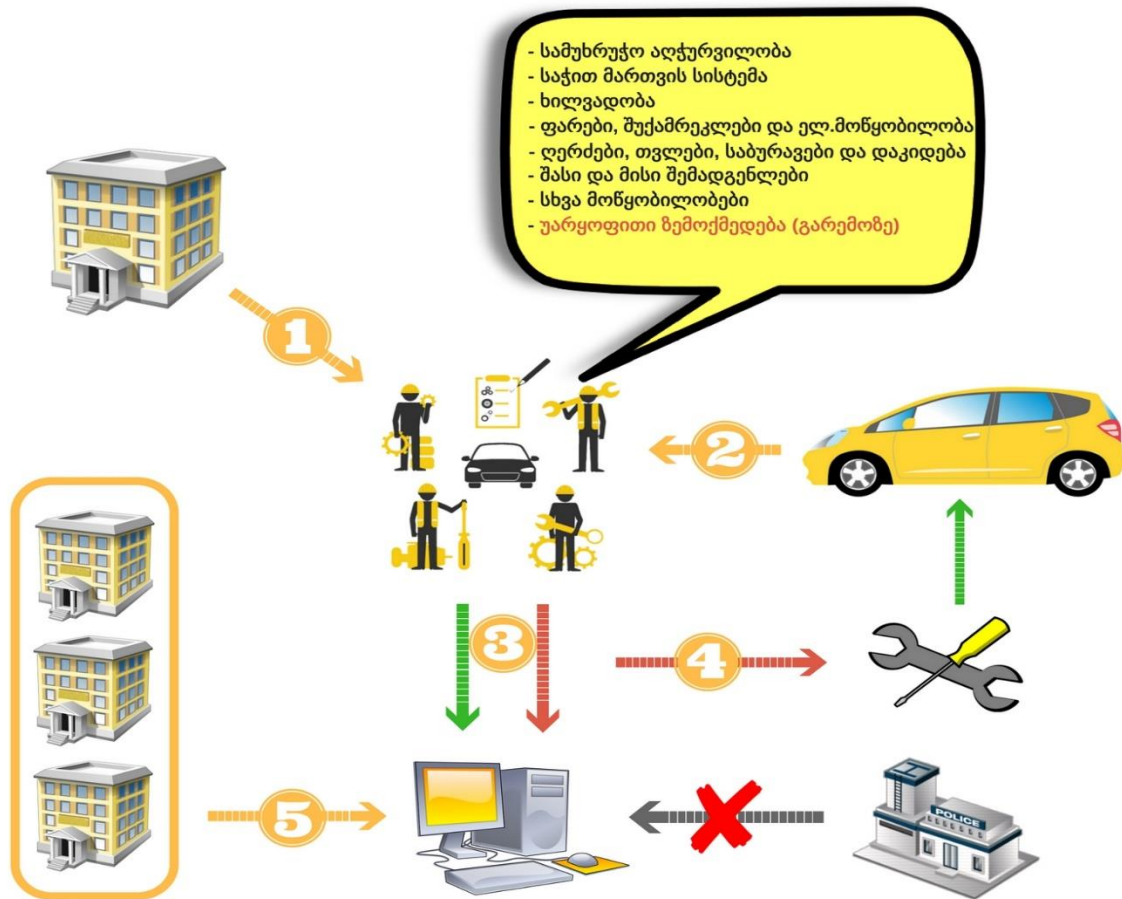 - სამუხრუჭო აღჭურვილობა
- საჭით მართვის სისტემა
- ხილვადობა
- ფარები, შუქამრეკლები და ელ.მოწყობილობა
- ღერძები, თვლები, საბურავები და დაკიდება
- შასი და მისი შემადგენლები
- სხვა მოწყობილობები
- უარყოფითი ზემოქმედება (გარემოზე)
1
2
3
4
5
POLICE